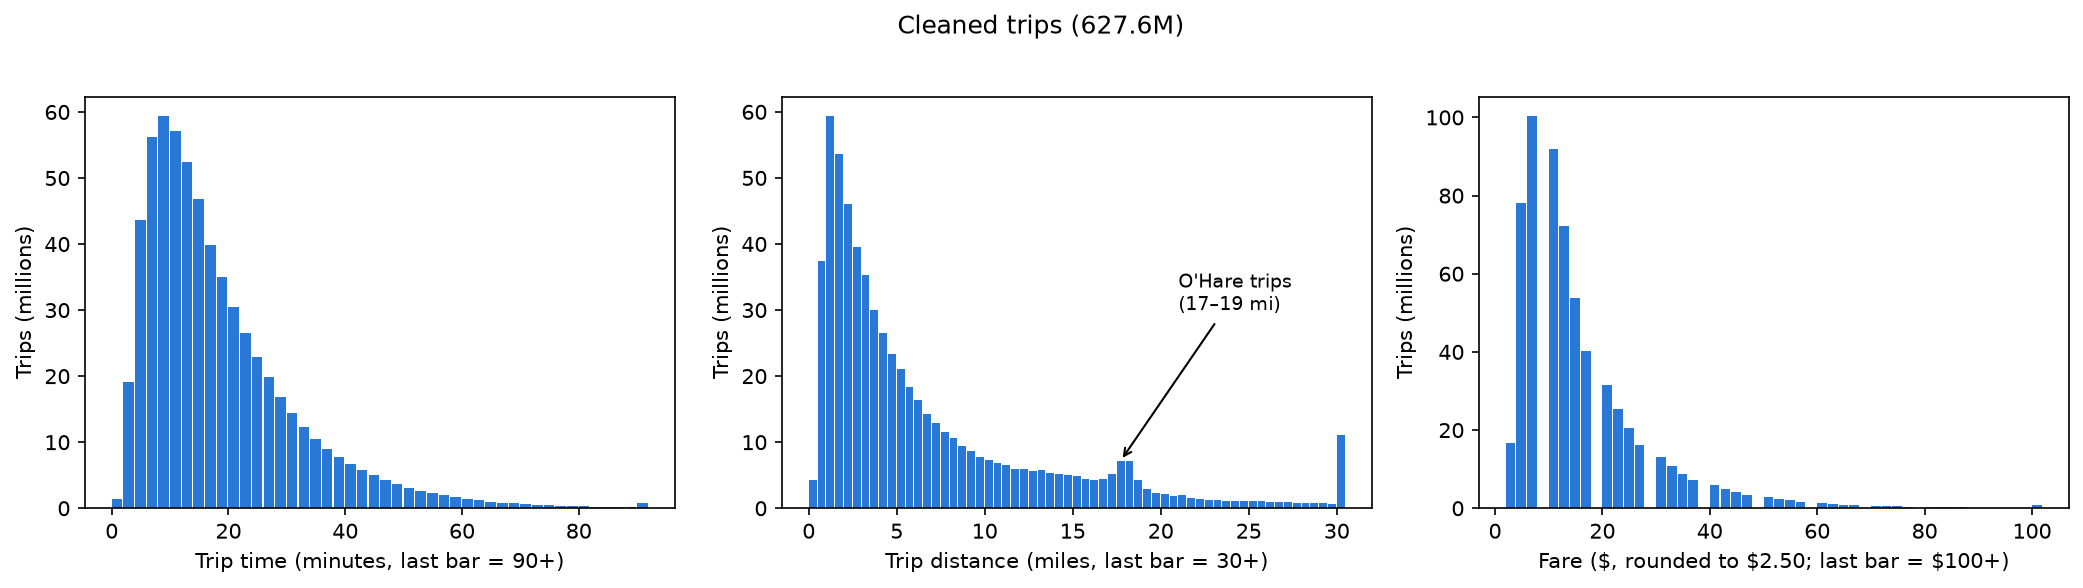 Cleaned trips (627.6M)
60
50
40
30
20
10
0
Trips (millions)
0 20 40 60 80
Trip time (minutes, last bar = 90+)
60
50
40
30
20
10
0
Trips (millions)
O'Hare trips
(17–19 mi)
0 5 10 15 20 25 30
Trip distance (miles, last bar = 30+)
100
80
60
40
20
0
Trips (millions)
0 20 40 60 80 100
Fare ($, rounded to $2.50; last bar = $100+)